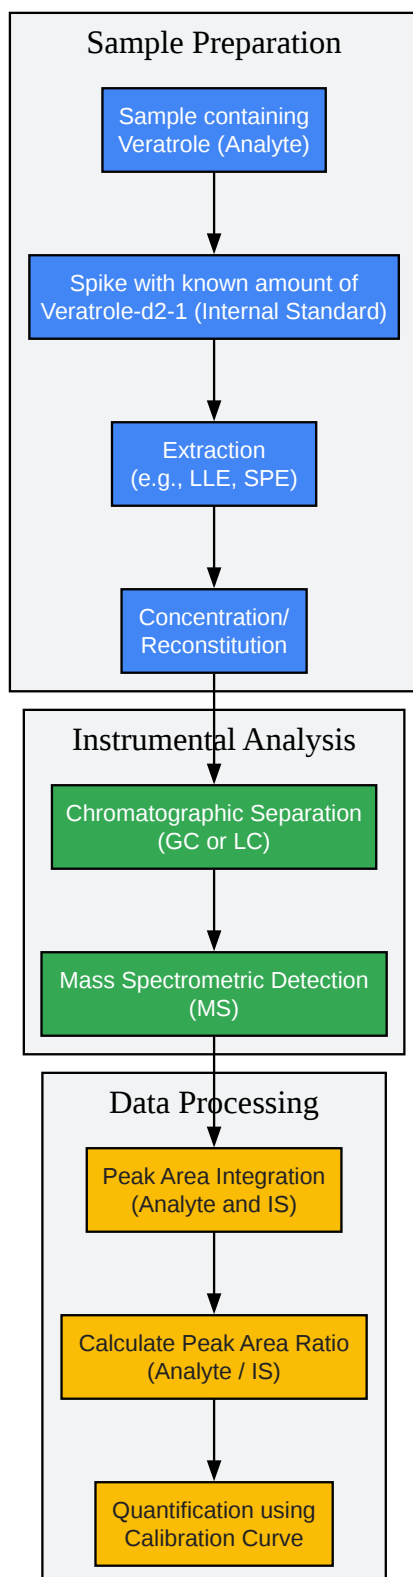 Sample Preparation
Sample containing
Veratrole (Analyte)
Spike with known amount of
Veratrole-d2-1 (Internal Standard)
Extraction
(e.g., LLE, SPE)
Concentration/
Reconstitution
Instrumental Analysis
Chromatographic Separation
(GC or LC)
Mass Spectrometric Detection
(MS)
Data Processing
Peak Area Integration
(Analyte and IS)
Calculate Peak Area Ratio
(Analyte / IS)
Quantification using
Calibration Curve